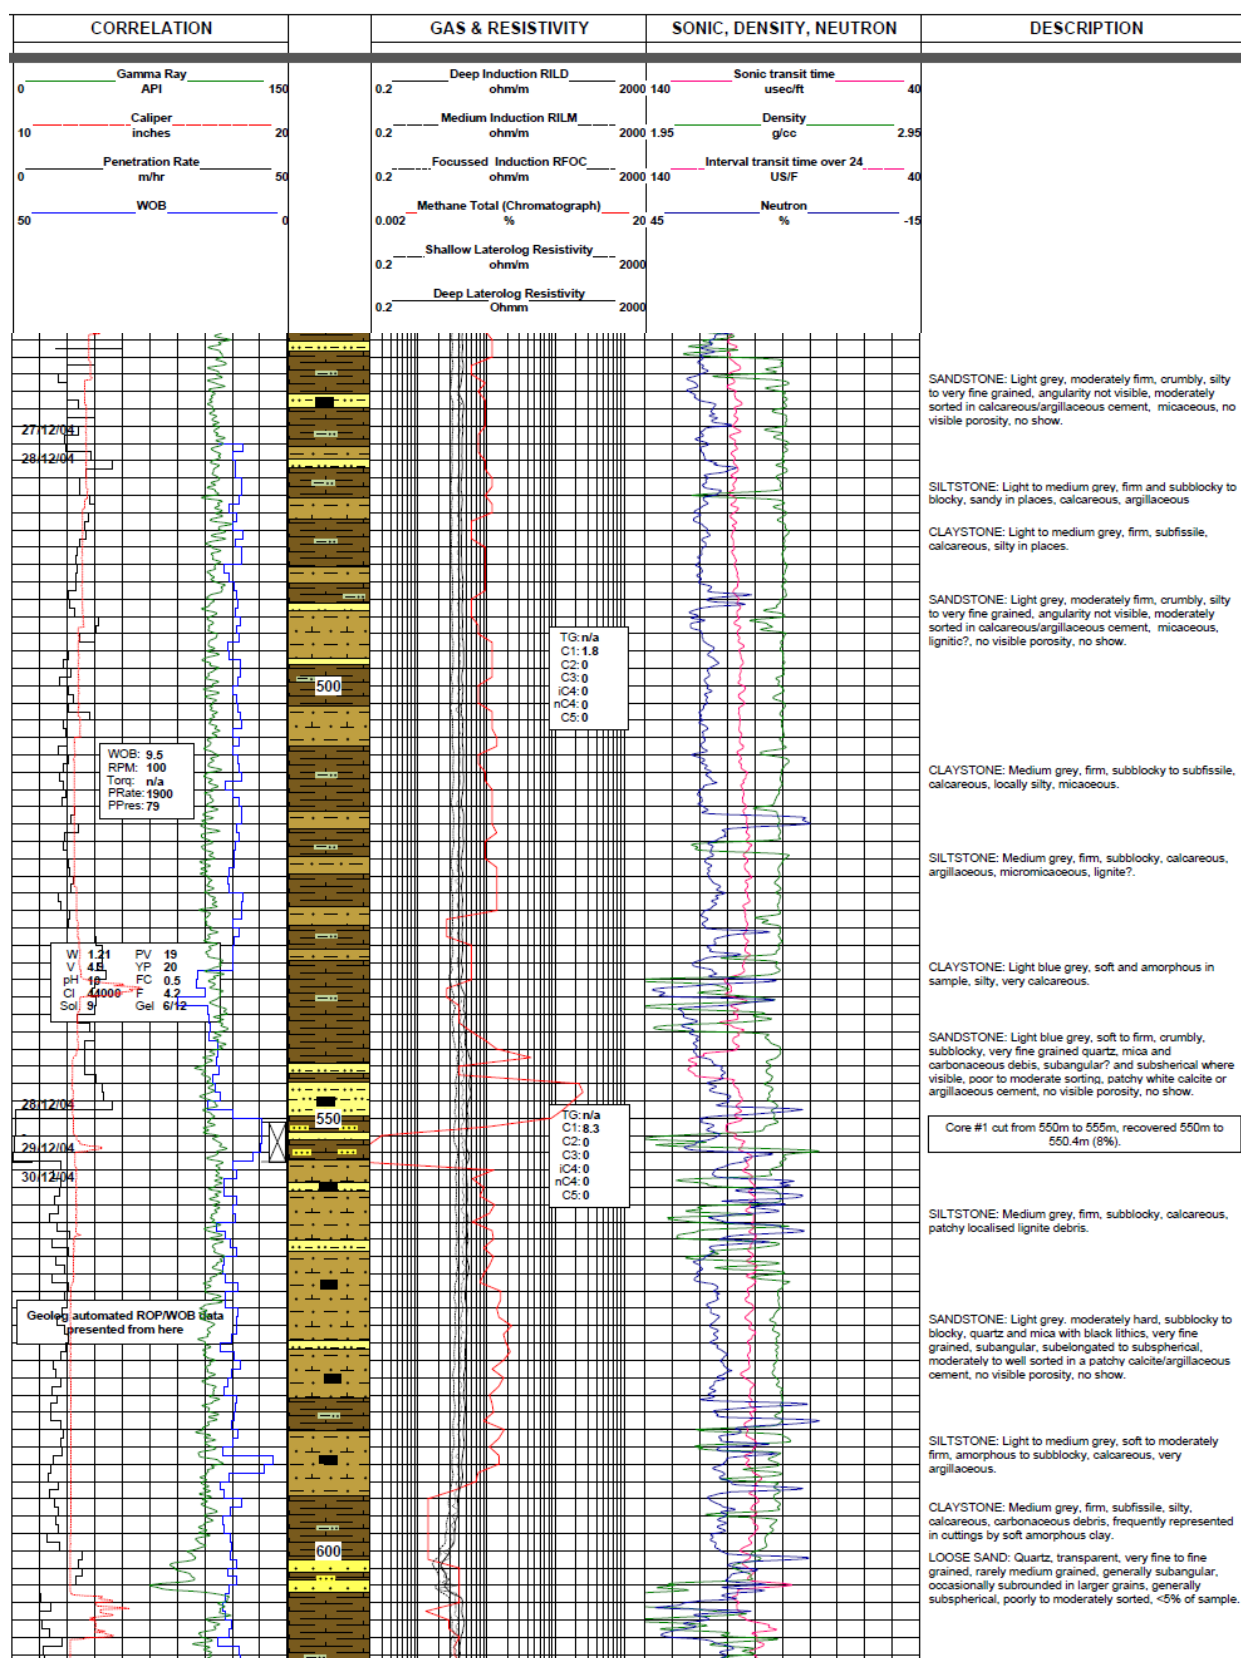 CORRELATION
GAS & RESISTIVITY
SONIC, DENSITY, NEUTRON
DESCRIPTION
Gamma Ray
0 API 150
Caliper
10 inches 20
Penetration Rate
0 m/hr 50
WOB
50 0
Deep Induction RILD
0.2 ohm/m 2000
Medium Induction RILM
0.2 ohm/m 2000
Focussed Induction RFOC
0.2 ohm/m 2000
Methane Total (Chromatograph)
0.002 % 20
Shallow Laterolog Resistivity
0.2 ohm/m 2000
Deep Laterolog Resistivity
0.2 Ohmm 2000
Sonic transit time
140 usec/ft 40
Density
1.95 g/cc 2.95
Interval transit time over 24
140 US/F 40
Neutron
45 % -15
SANDSTONE: Light grey, moderately firm, crumbly, silty
to very fine grained, angularity not visible, moderately
sorted in calcareous/argillaceous cement, micaceous, no
visible porosity, no show.
27/12/04
28/12/04
SILTSTONE: Light to medium grey, firm and subblocky to
blocky, sandy in places, calcareous, argillaceous
CLAYSTONE: Light to medium grey, firm, subfissile,
calcareous, silty in places.
SANDSTONE: Light grey, moderately firm, crumbly, silty
to very fine grained, angularity not visible, moderately
sorted in calcareous/argillaceous cement, micaceous,
lignitic?, no visible porosity, no show.
TG: n/a
C1: 1.8
C2: 0
C3: 0
iC4: 0
nC4: 0
C5: 0
500
WOB: 9.5
RPM: 100
Torq: n/a
PRate: 1900
PPres: 79
CLAYSTONE: Medium grey, firm, subblocky to subfissile,
calcareous, locally silty, micaceous.
SILTSTONE: Medium grey, firm, subblocky, calcareous,
argillaceous, micromicaceous, lignite?.
W 1.21 PV 19
V 49 YP 20
pH 10 FC 0.5
Cl 44000 F 4.2
Sol 9 Gel 6/12
CLAYSTONE: Light blue grey, soft and amorphous in
sample, silty, very calcareous.
SANDSTONE: Light blue grey, soft to firm, crumbly,
subblocky, very fine grained quartz, mica and
carbonaceous debis, subangular? and subsherical where
visible, poor to moderate sorting, patchy white calcite or
argillaceous cement, no visible porosity, no show.
28/12/04
550
TG: n/a
C1: 8.3
C2: 0
C3: 0
iC4: 0
nC4: 0
C5: 0
Core #1 cut from 550m to 555m, recovered 550m to
550.4m (8%).
29/12/04
30/12/04
SILTSTONE: Medium grey, firm, subblocky, calcareous,
patchy localised lignite debris.
Geolog automated ROP/WOB data
presented from here
SANDSTONE: Light grey. moderately hard, subblocky to
blocky, quartz and mica with black lithics, very fine
grained, subangular, subelongated to subspherical,
moderately to well sorted in a patchy calcite/argillaceous
cement, no visible porosity, no show.
SILTSTONE: Light to medium grey, soft to moderately
firm, amorphous to subblocky, calcareous, very
argillaceous.
CLAYSTONE: Medium grey, firm, subfissile, silty,
calcareous, carbonaceous debris, frequently represented
in cuttings by soft amorphous clay.
600
LOOSE SAND: Quartz, transparent, very fine to fine
grained, rarely medium grained, generally subangular,
occasionally subrounded in larger grains, generally
subspherical, poorly to moderately sorted, <5% of sample.